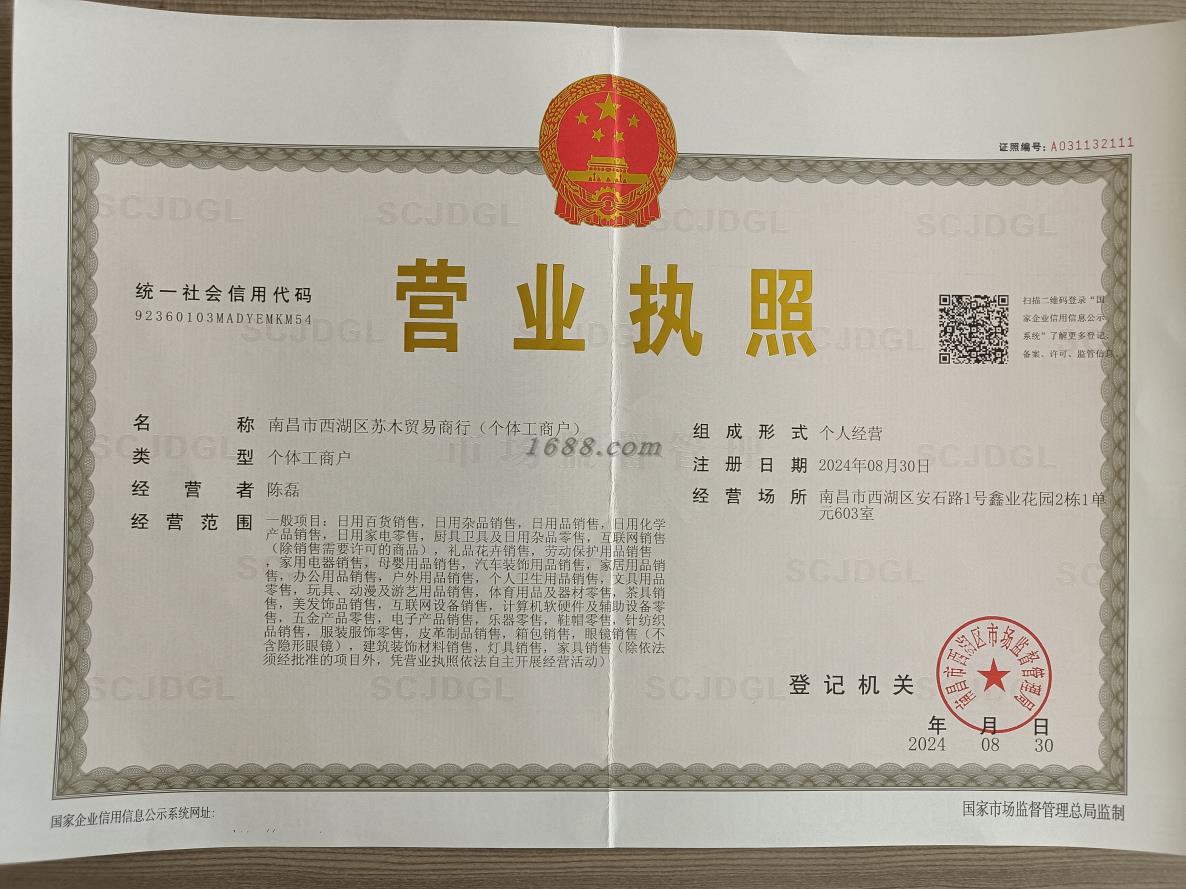 证照编号：A031132111
统一社会信用代码
92360103MADYEMKM54
营业执照
扫描二维码登录“国
家企业信用信息公示
系统”了解更多登记、
备案、许可、监管信息。
名称 南昌市西湖区苏木贸易商行（个体工商户）
类型 个体工商户
经营者 陈磊
经营范围 一般项目：日用百货销售，日用杂品销售，日用品销售，日用化学
产品销售，日用家电零售，厨具卫具及日用杂品零售，互联网销售
（除销售需要许可的商品），礼品花卉销售，劳动保护用品销售
，家用电器销售，母婴用品销售，汽车装饰用品销售，家居用品销
售，办公用品销售，户外用品销售，个人卫生用品销售，文具用品
零售，玩具、动漫及游艺用品销售，体育用品及器材零售，茶具销
售，美发饰品销售，互联网设备销售，计算机软硬件及辅助设备零
售，五金产品零售，电子产品销售，乐器零售，鞋帽零售，针纺织
品销售，服装服饰零售，皮革制品销售，箱包销售，眼镜销售（不
含隐形眼镜），建筑装饰材料销售，灯具销售，家具销售（除依法
须经批准的项目外，凭营业执照依法自主开展经营活动）
组成形式 个人经营
注册日期 2024年08月30日
经营场所 南昌市西湖区安石路1号鑫业花园2栋1单
元603室
1688.com
SCJDGL
市场监督管理
登记机关
南昌市西湖区市场监督管理局
年 月 日
2024 08 30
国家企业信用信息公示系统网址：
国家市场监督管理总局监制